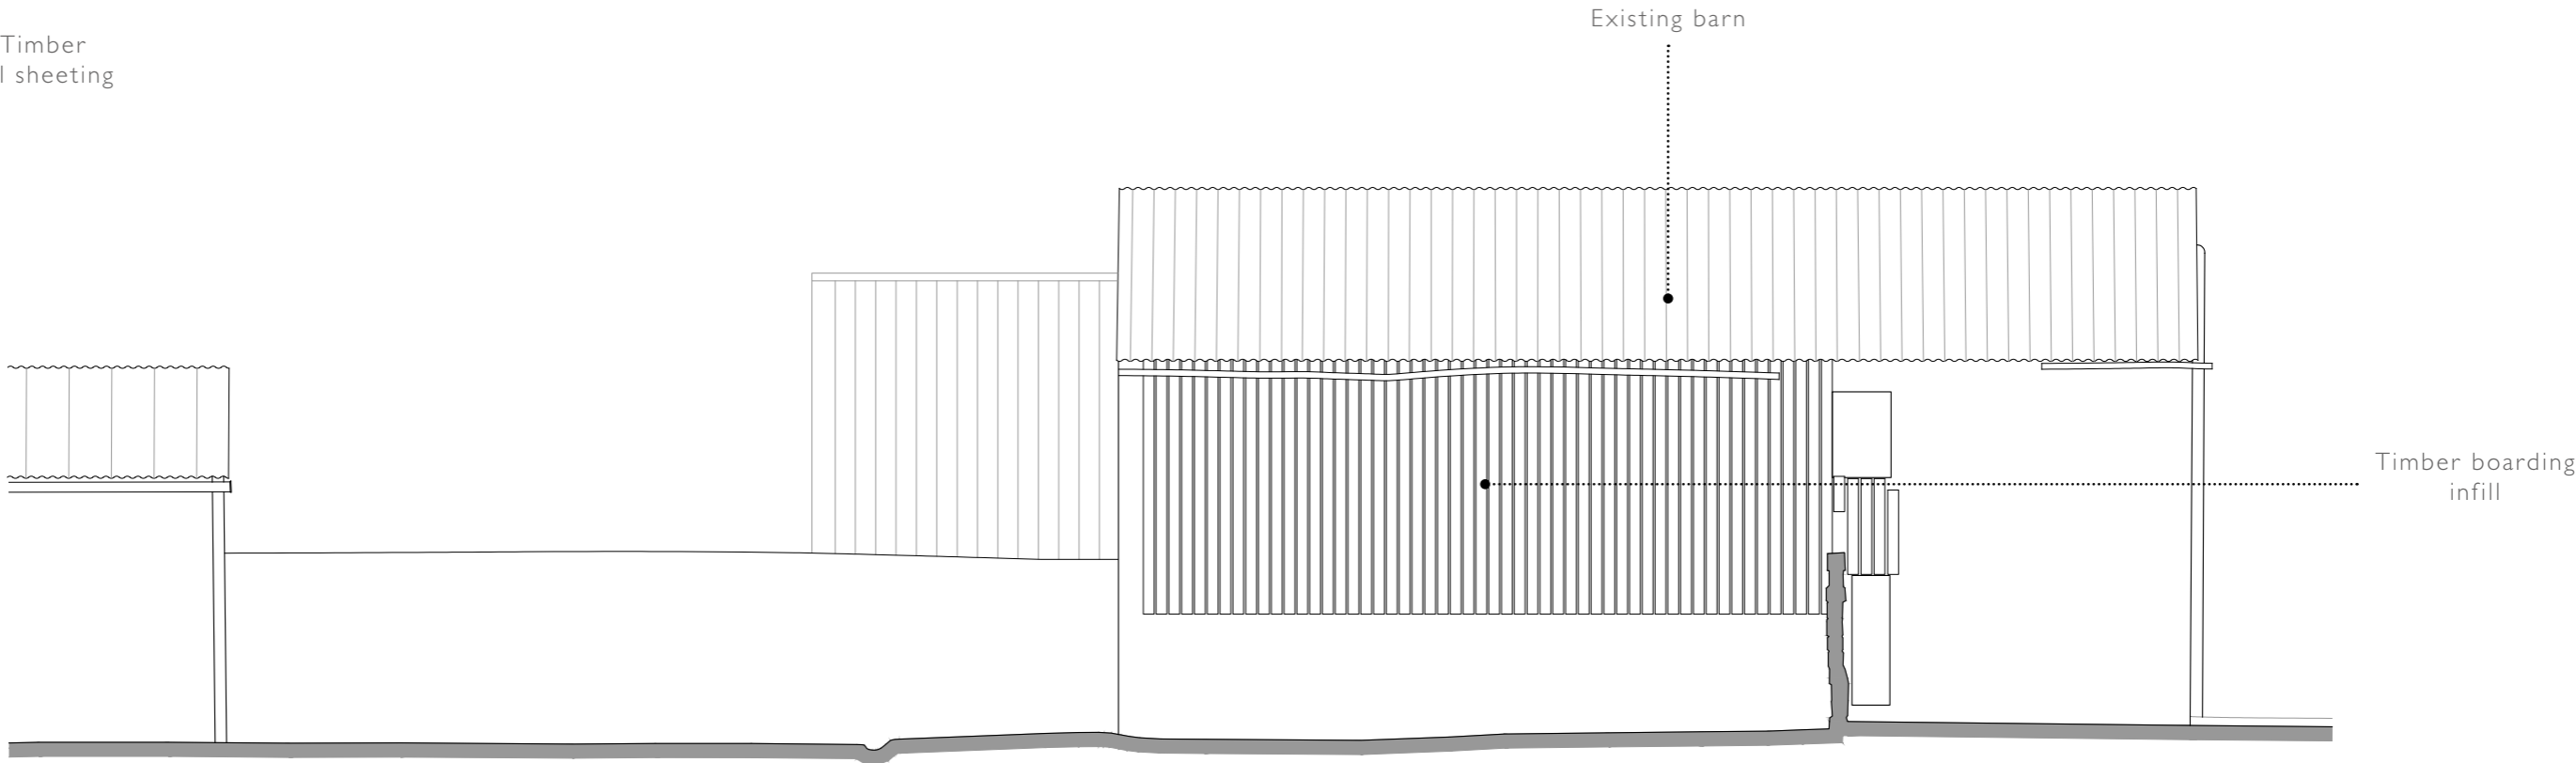 Timber
l sheeting
Existing barn
Timber boarding
infill